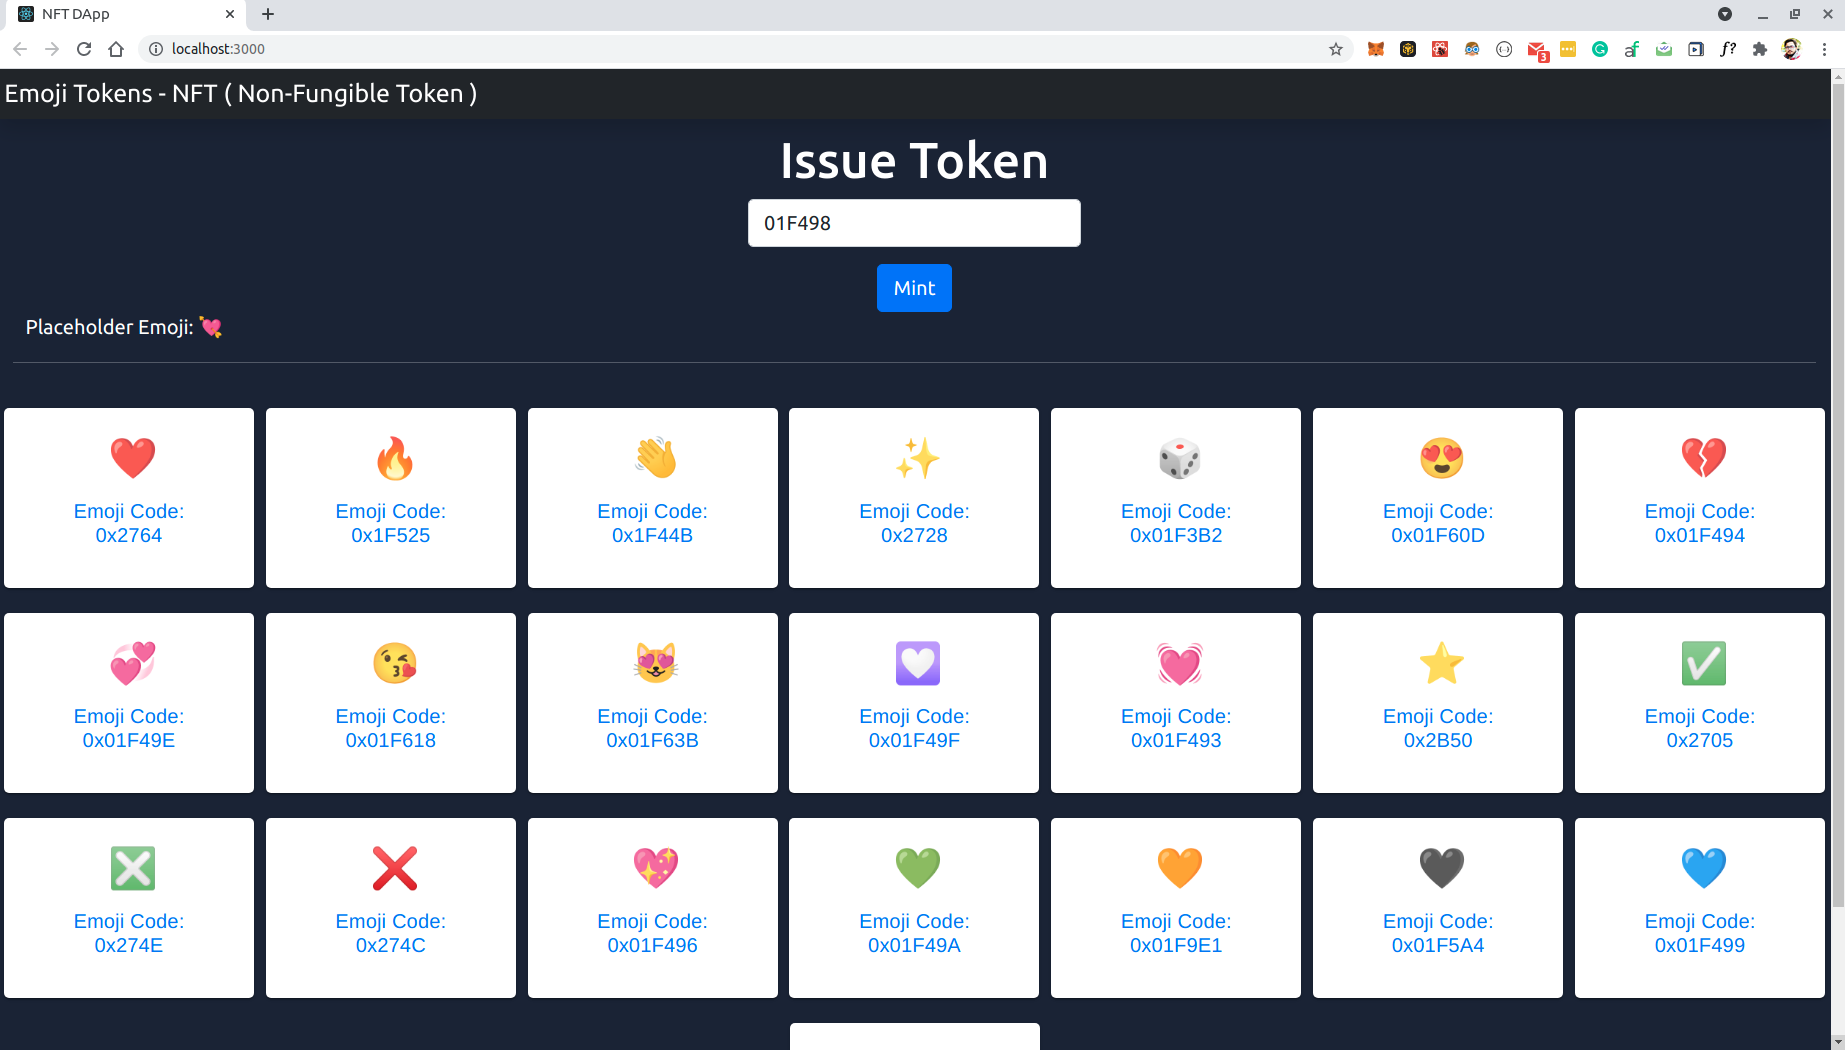 NFT DApp
localhost:3000
3
f?
Emoji Tokens - NFT ( Non-Fungible Token )
Issue Token
01F498
Mint
Placeholder Emoji: 💘
Emoji Code:
0x2764
Emoji Code:
0x1F525
Emoji Code:
0x1F44B
Emoji Code:
0x2728
Emoji Code:
0x01F3B2
Emoji Code:
0x01F60D
Emoji Code:
0x01F494
Emoji Code:
0x01F49E
Emoji Code:
0x01F618
Emoji Code:
0x01F63B
Emoji Code:
0x01F49F
Emoji Code:
0x01F493
Emoji Code:
0x2B50
Emoji Code:
0x2705
Emoji Code:
0x274E
Emoji Code:
0x274C
Emoji Code:
0x01F496
Emoji Code:
0x01F49A
Emoji Code:
0x01F9E1
Emoji Code:
0x01F5A4
Emoji Code:
0x01F499